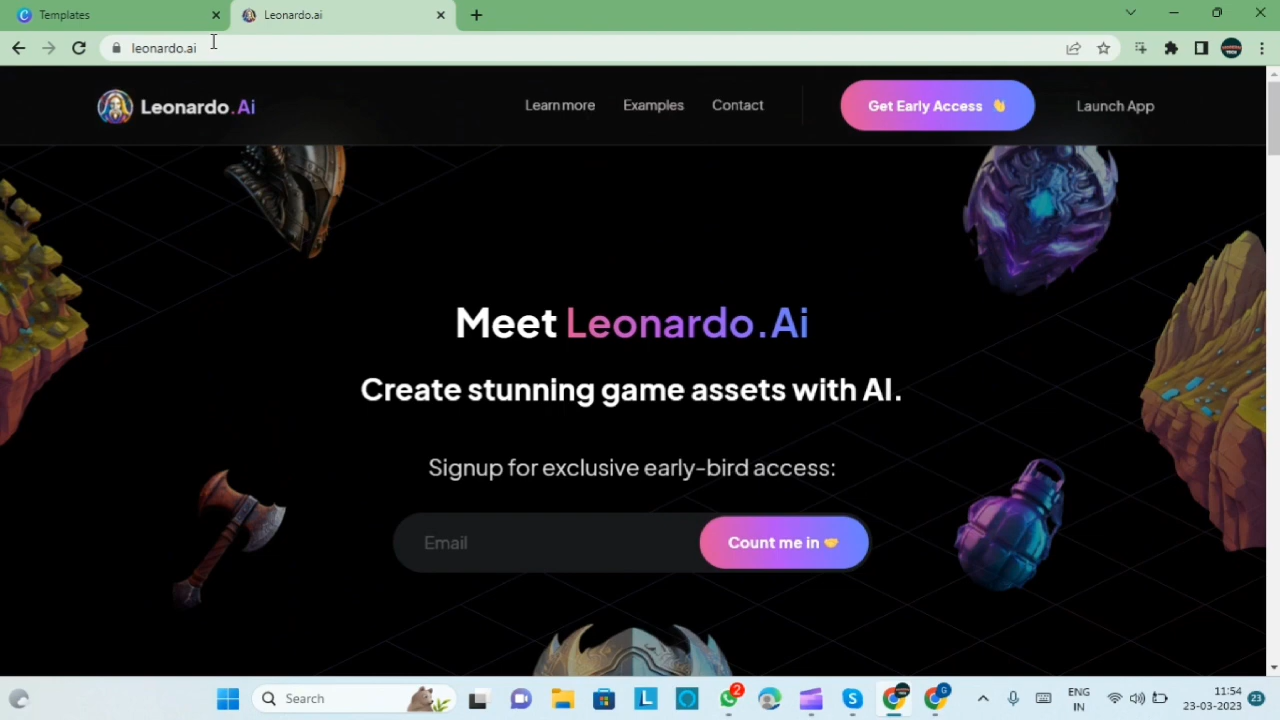 Templates
Leonardo.ai
leonardo.ai
Leonardo.Ai
Learn more
Examples
Contact
Get Early Access 👋
Launch App
Meet Leonardo.Ai
Create stunning game assets with AI.
Signup for exclusive early-bird access:
Email
Count me in 🤝
Search
2
G
ENG
IN
11:54
23-03-2023
23